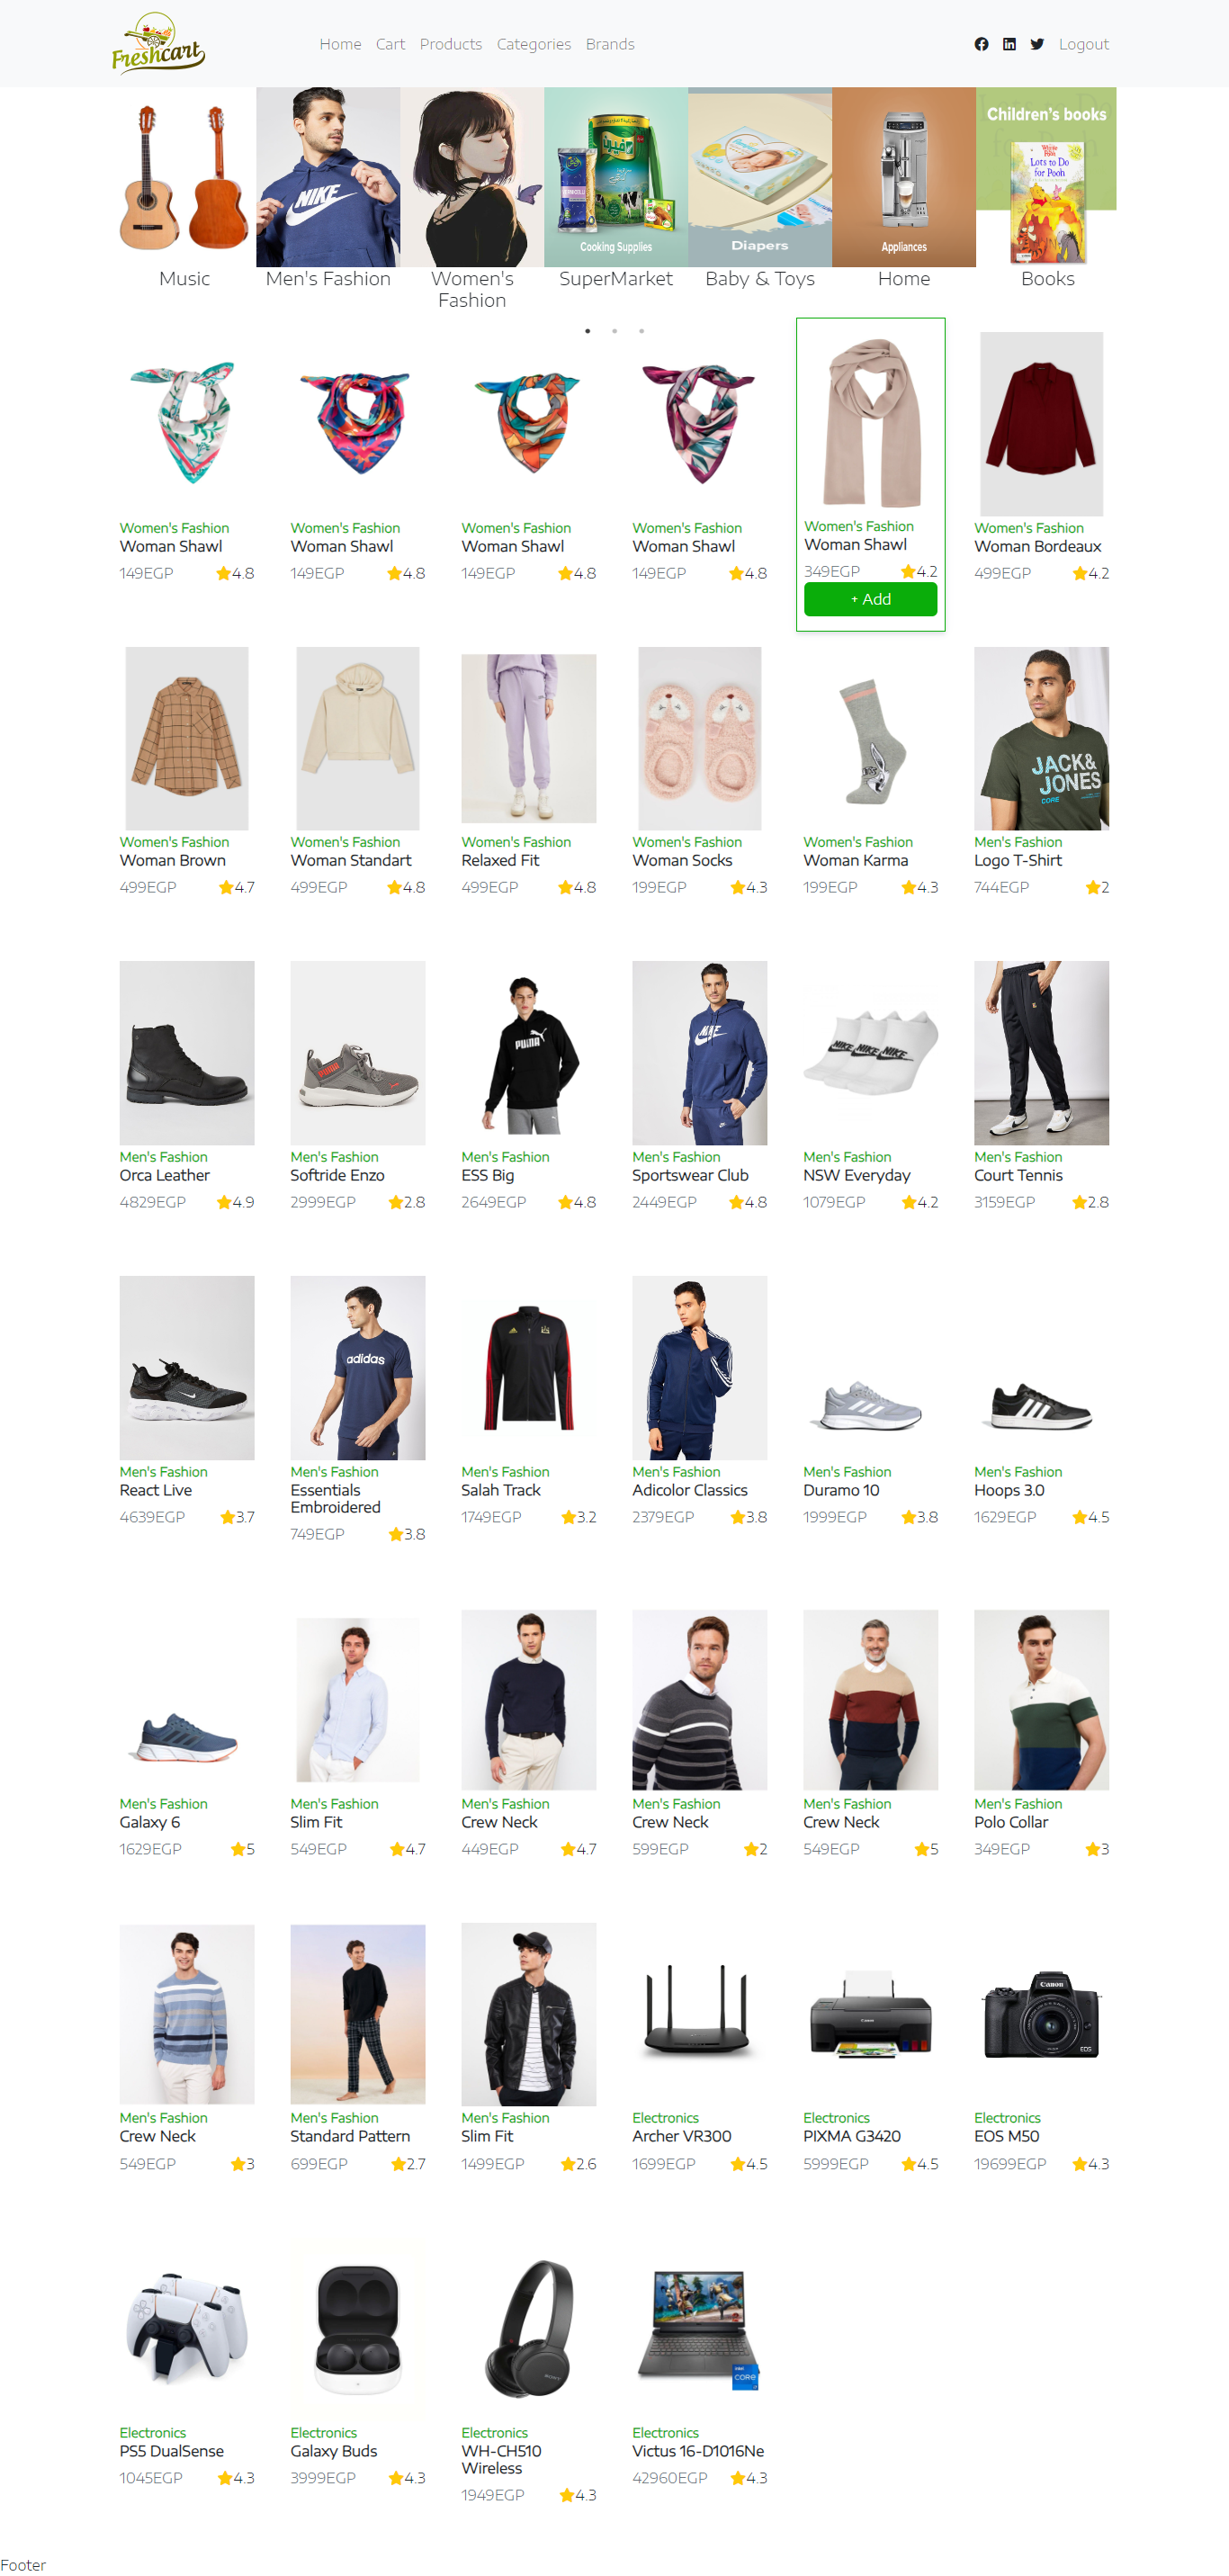 Freshcart
Home Cart Products Categories Brands
Logout
NIKE
Cooking Supplies
Diapers
Appliances
Children's books
Lots to Do
for Pooh
Music Men's Fashion Women's Fashion SuperMarket Baby & Toys Home Books
Women's Fashion Women's Fashion Women's Fashion Women's Fashion Women's Fashion Women's Fashion
Woman Shawl Woman Shawl Woman Shawl Woman Shawl Woman Shawl Woman Bordeaux
149EGP 4.8 149EGP 4.8 149EGP 4.8 149EGP 4.8 349EGP 4.2 499EGP 4.2
+ Add
JACK&
JONES
CORE
Women's Fashion Women's Fashion Women's Fashion Women's Fashion Women's Fashion Men's Fashion
Woman Brown Woman Standart Relaxed Fit Woman Socks Woman Karma Logo T-Shirt
499EGP 4.7 499EGP 4.8 499EGP 4.8 199EGP 4.3 199EGP 4.3 744EGP 2
PUMA NIKE NIKE NIKE NIKE
Men's Fashion Men's Fashion Men's Fashion Men's Fashion Men's Fashion Men's Fashion
Orca Leather Softride Enzo ESS Big Sportswear Club NSW Everyday Court Tennis
4829EGP 4.9 2999EGP 2.8 2649EGP 4.8 2449EGP 4.8 1079EGP 4.2 3159EGP 2.8
adidas
Men's Fashion Men's Fashion Men's Fashion Men's Fashion Men's Fashion Men's Fashion
React Live Essentials Embroidered Salah Track Adicolor Classics Duramo 10 Hoops 3.0
4639EGP 3.7 749EGP 3.8 1749EGP 3.2 2379EGP 3.8 1999EGP 3.8 1629EGP 4.5
Men's Fashion Men's Fashion Men's Fashion Men's Fashion Men's Fashion Men's Fashion
Galaxy 6 Slim Fit Crew Neck Crew Neck Crew Neck Polo Collar
1629EGP 5 549EGP 4.7 449EGP 4.7 599EGP 2 549EGP 5 349EGP 3
Canon
EOS
Men's Fashion Men's Fashion Men's Fashion Electronics Electronics Electronics
Crew Neck Standard Pattern Slim Fit Archer VR300 PIXMA G3420 EOS M50
549EGP 3 699EGP 2.7 1499EGP 2.6 1699EGP 4.5 5999EGP 4.5 19699EGP 4.3
SONY
CORE
Electronics Electronics Electronics Electronics
PS5 DualSense Galaxy Buds WH-CH510 Wireless Victus 16-D1016Ne
1045EGP 4.3 3999EGP 4.3 1949EGP 4.3 42960EGP 4.3
Footer